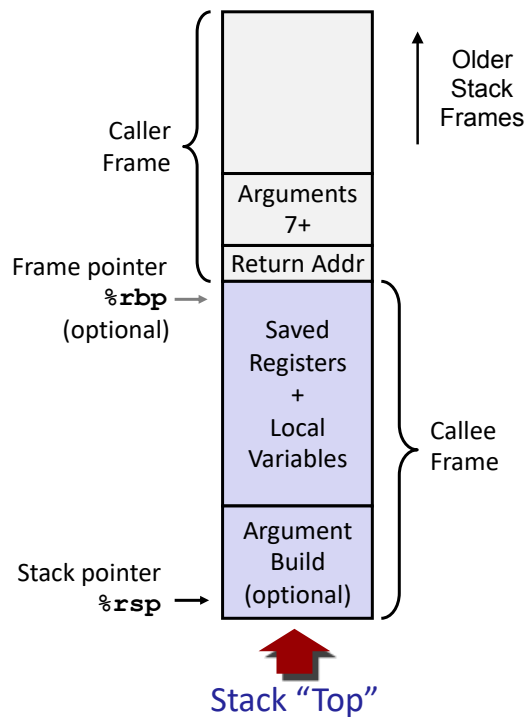 Older
Stack
Frames
Caller
Frame
Arguments
7+
Return Addr
Frame pointer
%rbp
(optional)
Saved
Registers
+
Local
Variables
Callee
Frame
Argument
Build
(optional)
Stack pointer
%rsp
Stack “Top”